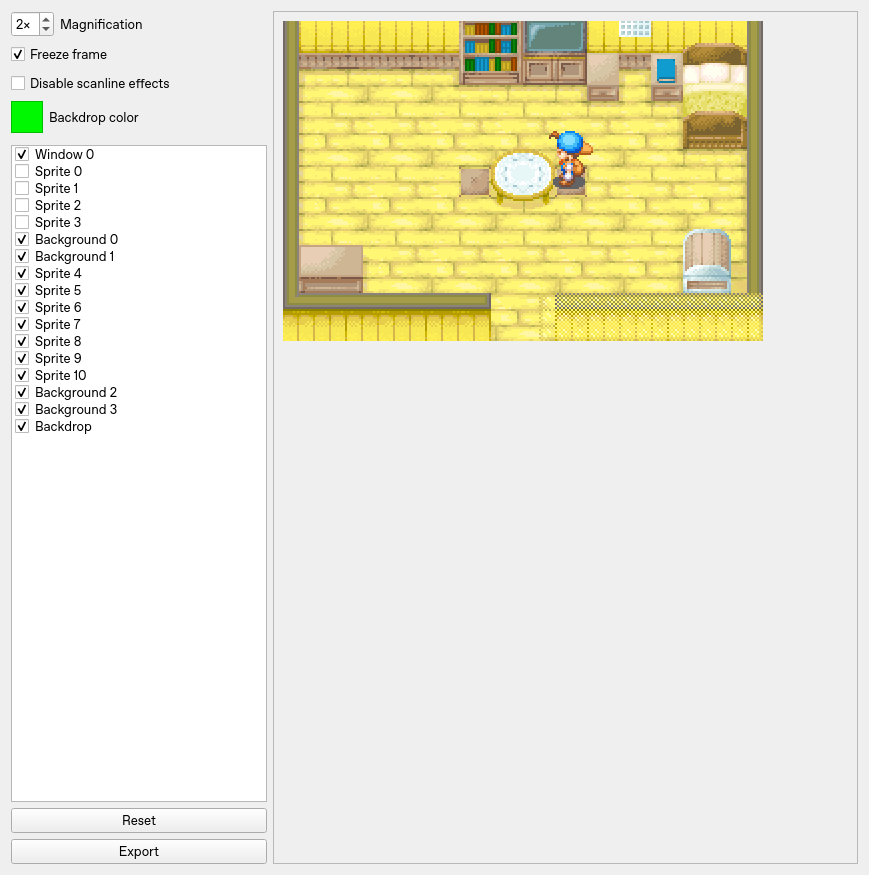 2× Magnification
Freeze frame
Disable scanline effects
Backdrop color
Window 0
Sprite 0
Sprite 1
Sprite 2
Sprite 3
Background 0
Background 1
Sprite 4
Sprite 5
Sprite 6
Sprite 7
Sprite 8
Sprite 9
Sprite 10
Background 2
Background 3
Backdrop
Reset
Export